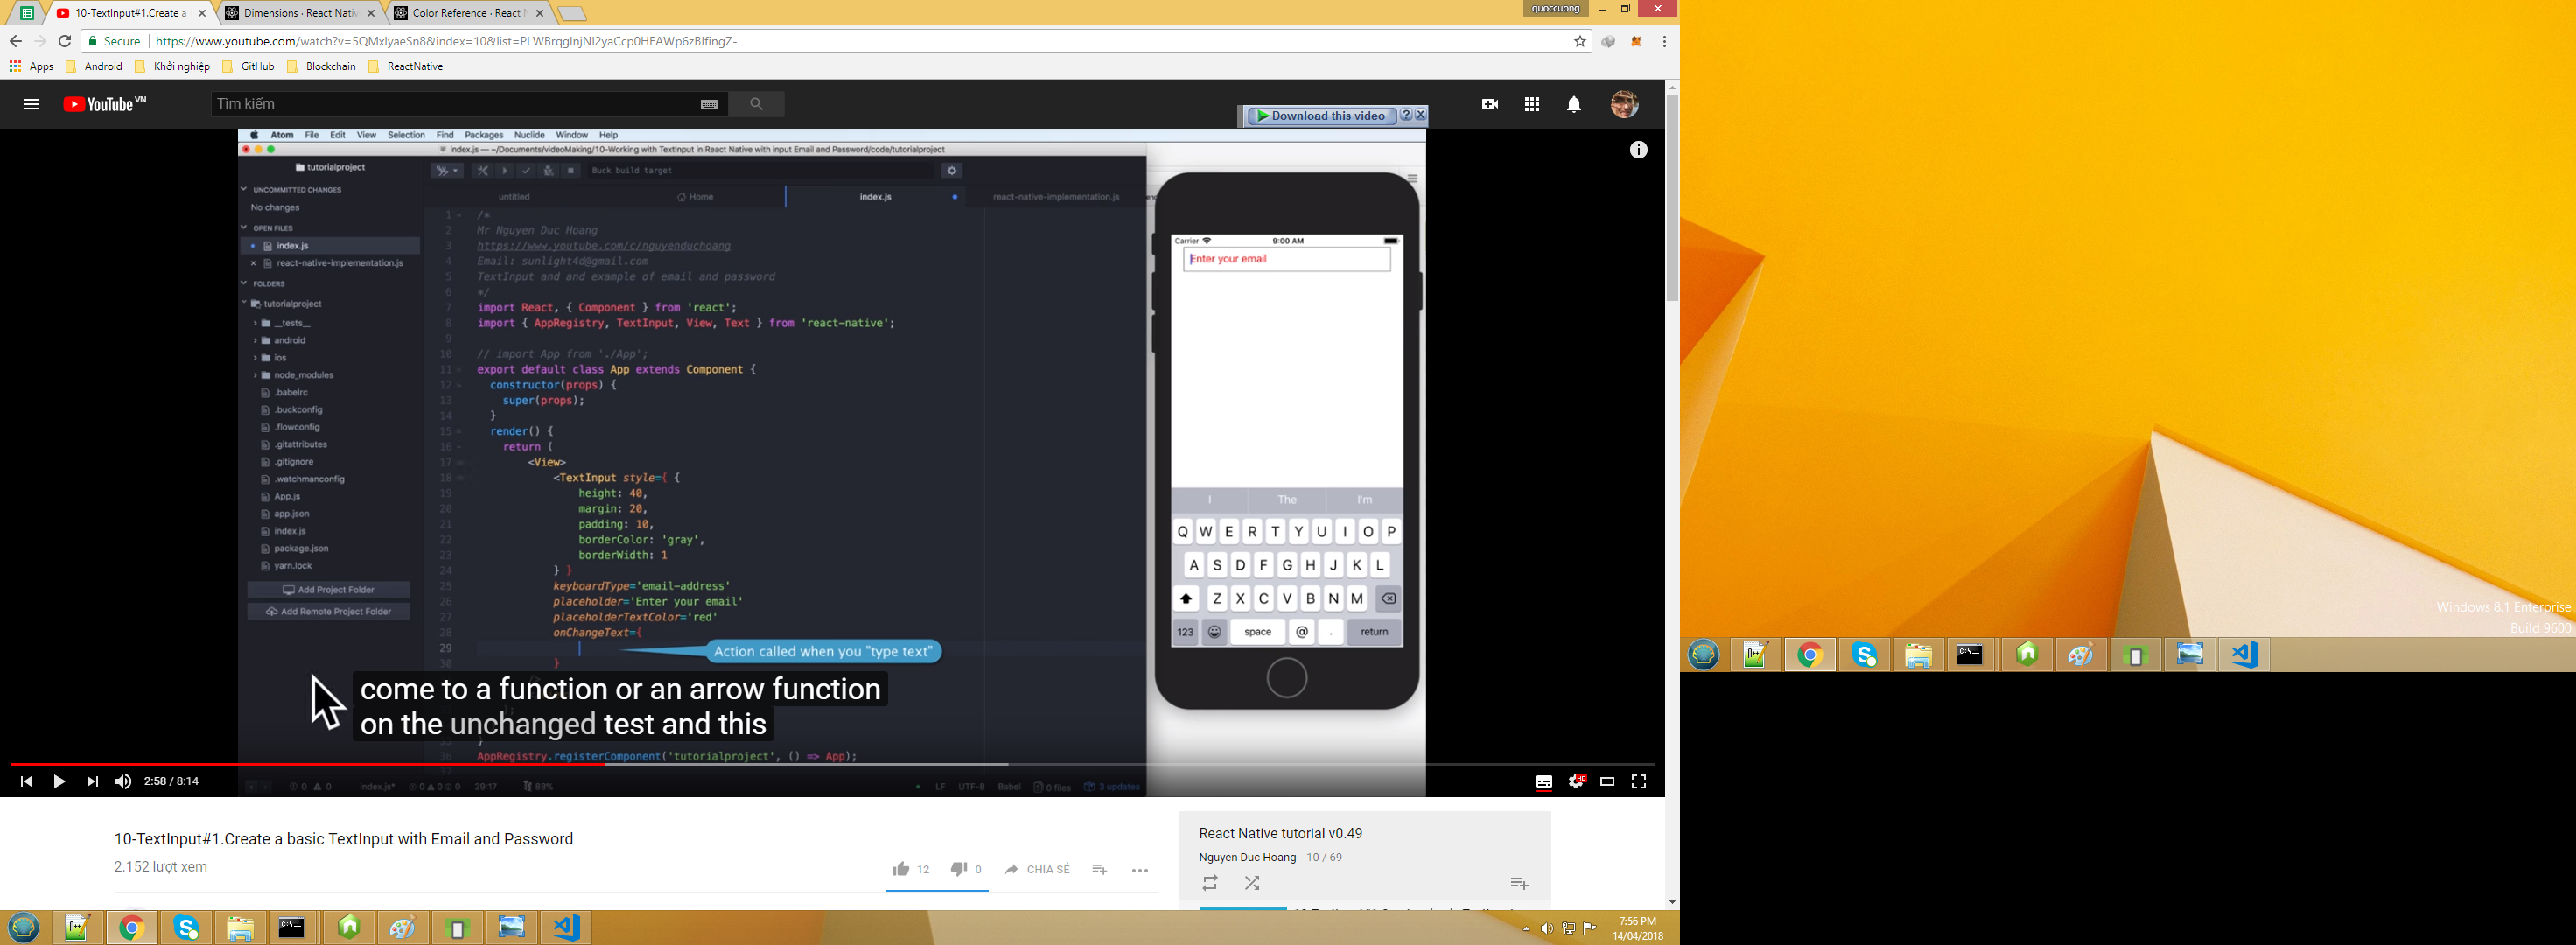 10-TextInput#1.Create a
Dimensions · React Nativ
Color Reference · React N
quoccuong
Secure
https://www.youtube.com/watch?v=5QMxlyaeSn8&index=10&list=PLWBrqglnjNl2yaCcp0HEAWp6zBIfingZ-
Apps Android Khởi nghiệp GitHub Blockchain ReactNative
YouTube VN
Tìm kiếm
Download this video
Atom File Edit View Selection Find Packages Nuclide Window Help
index.js — ~/Documents/videoMaking/10-Working with TextInput in React Native with input Email and Password/code/tutorialproject
tutorialproject
UNCOMMITTED CHANGES
No changes
OPEN FILES
index.js
react-native-implementation.js
FOLDERS
tutorialproject
__tests__
android
ios
node_modules
.babelrc
.buckconfig
.flowconfig
.gitattributes
.gitignore
.watchmanconfig
App.js
app.json
index.js
package.json
yarn.lock
Add Project Folder
Add Remote Project Folder
Buck build target
untitled Home index.js react-native-implementation.js
1 /*
2 Mr Nguyen Duc Hoang
3 https://www.youtube.com/c/nguyenduchoang
4 Email: sunlight4d@gmail.com
5 TextInput and and example of email and password
6 */
7 import React, { Component } from 'react';
8 import { AppRegistry, TextInput, View, Text } from 'react-native';
9
10 // import App from './App';
11 export default class App extends Component {
12 constructor(props) {
13 super(props);
14 }
15 render() {
16 return (
17 <View>
18 <TextInput style={ {
19 height: 40,
20 margin: 20,
21 padding: 10,
22 borderColor: 'gray',
23 borderWidth: 1
24 } }
25 keyboardType='email-address'
26 placeholder='Enter your email'
27 placeholderTextColor='red'
28 onChangeText={
29
30 }
Action called when you "type text"
come to a function or an arrow function
on the unchanged test and this
36 AppRegistry.registerComponent('tutorialproject', () => App);
37
index.js* 29:17 88% LF UTF-8 Babel 0 files 3 updates
Carrier 9:00 AM
Enter your email
I The I'm
Q W E R T Y U I O P
A S D F G H J K L
Z X C V B N M
123 space @ . return
2:58 / 8:14
HD
10-TextInput#1.Create a basic TextInput with Email and Password
2.152 lượt xem
12 0 CHIA SẺ
React Native tutorial v0.49
Nguyen Duc Hoang - 10 / 69
7:56 PM
14/04/2018
Windows 8.1 Enterprise
Build 9600